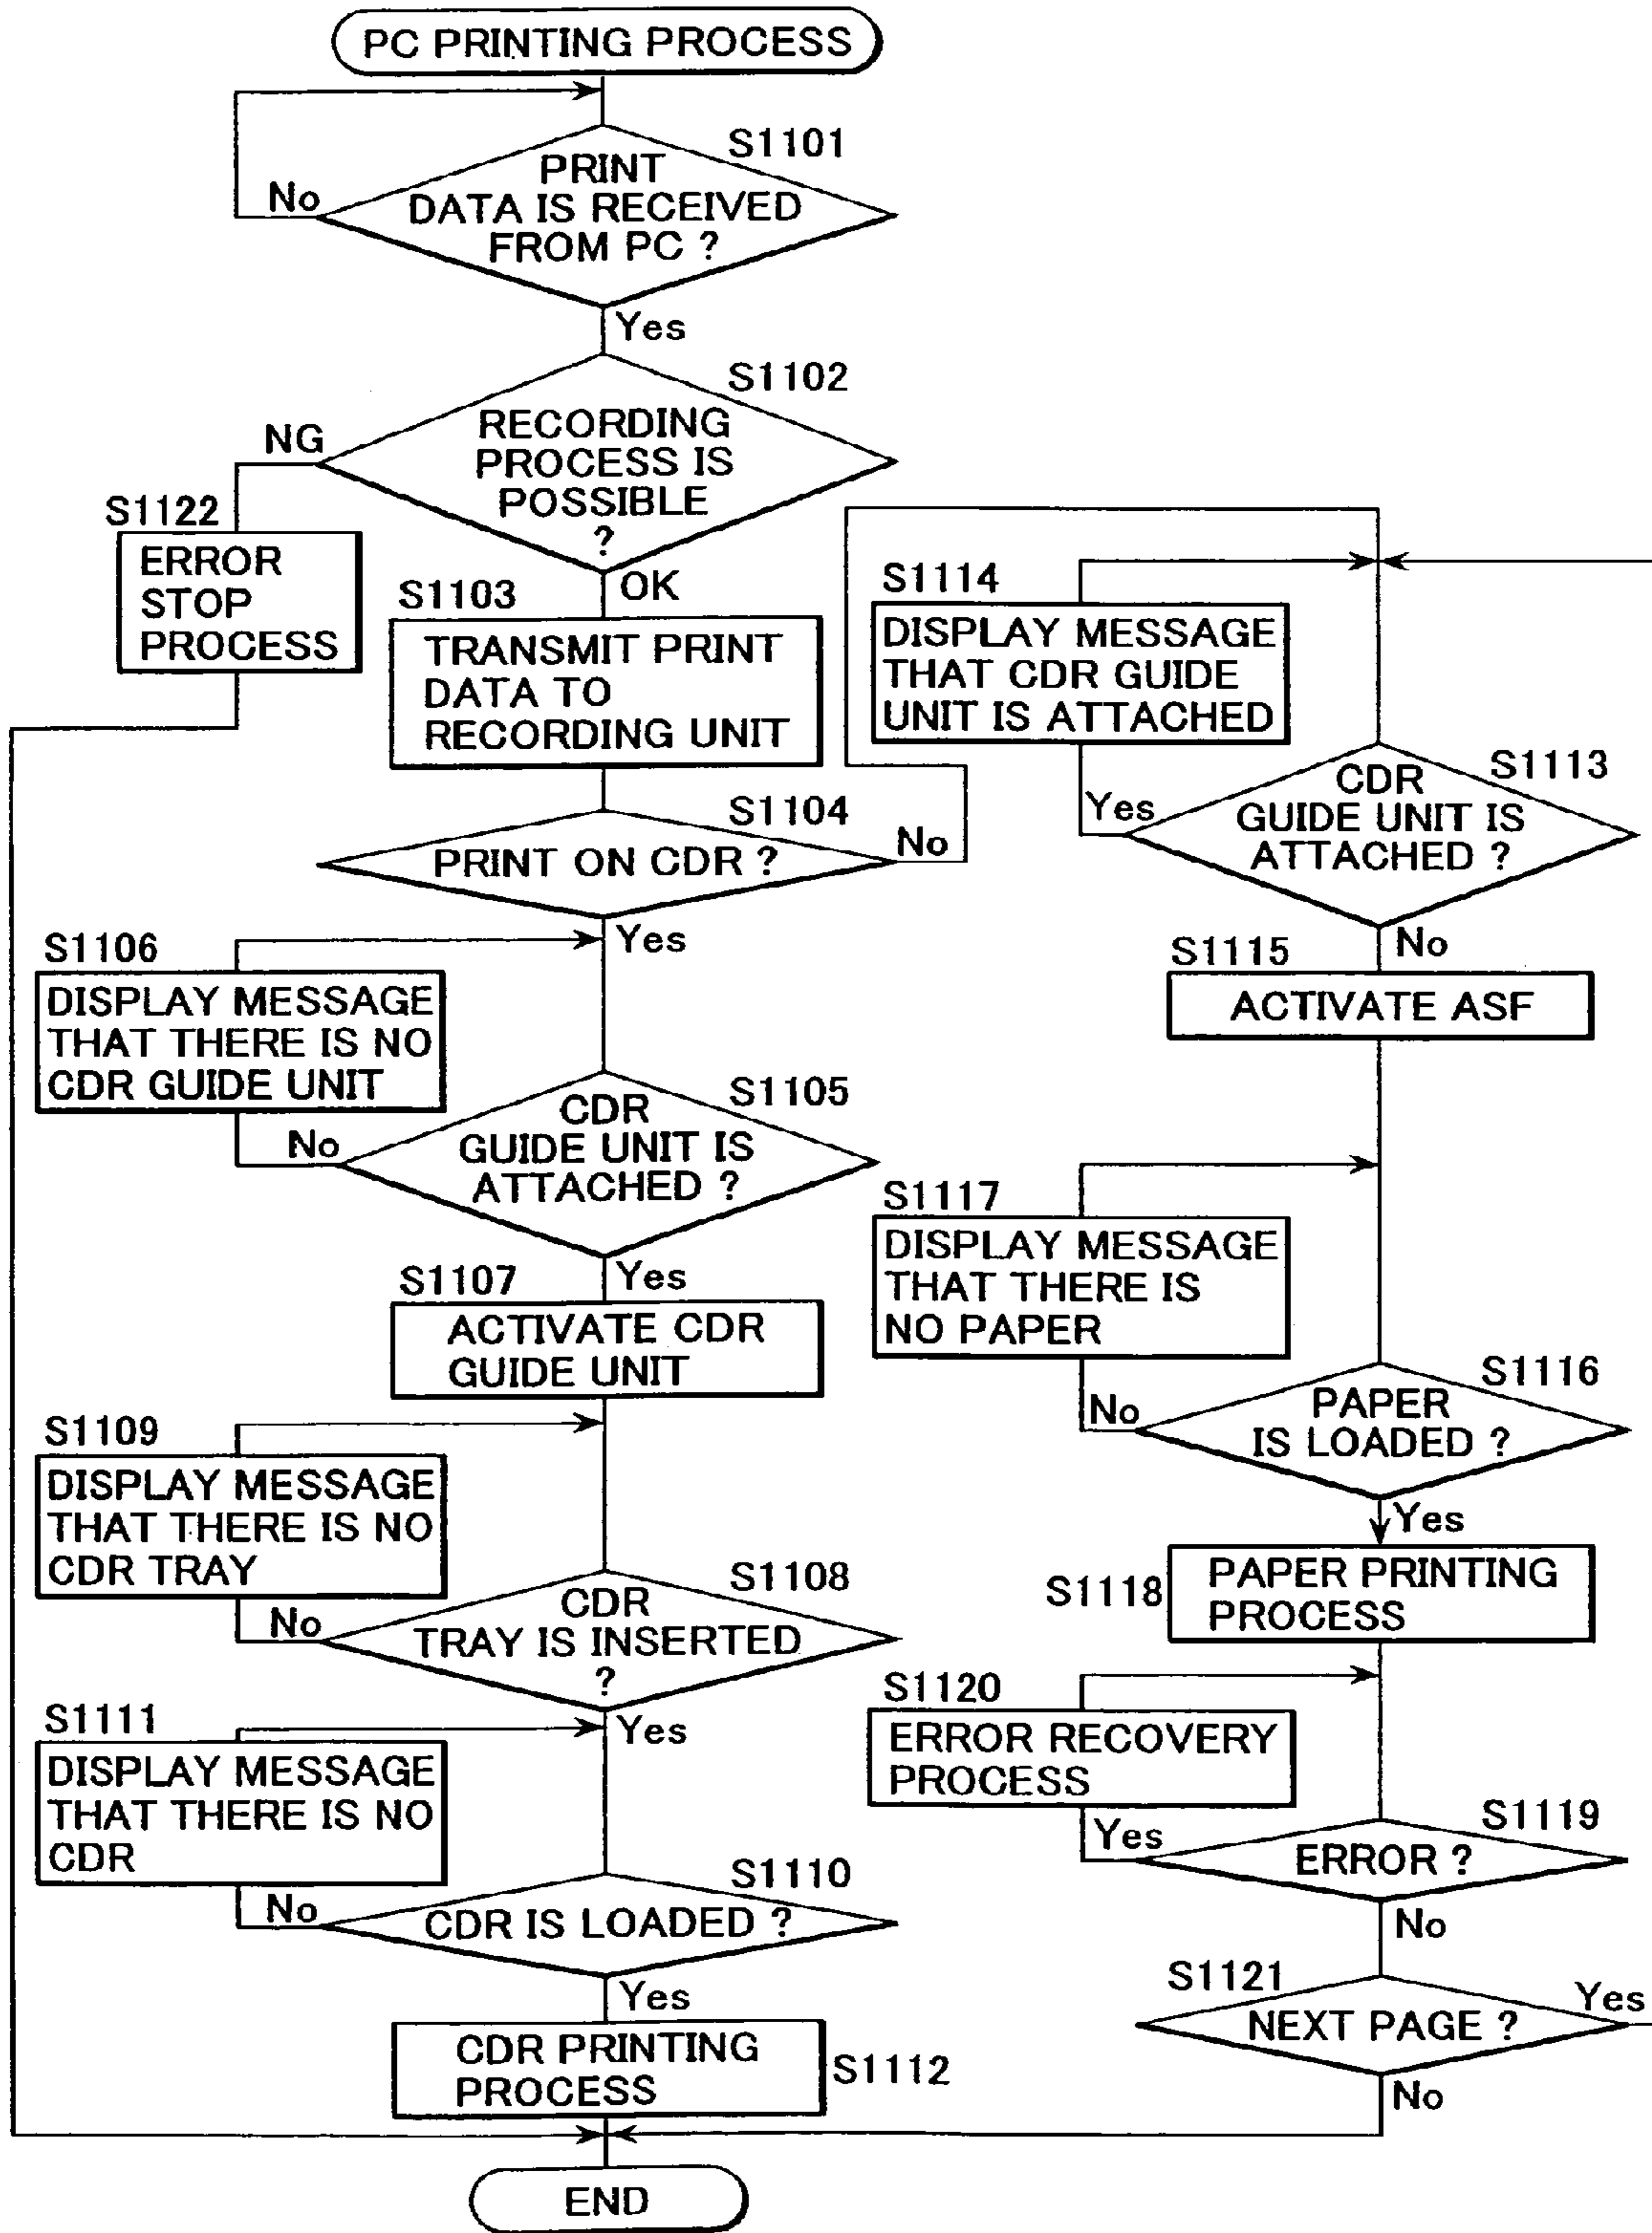 PC PRINTING PROCESS
S1101
PRINT
DATA IS RECEIVED
FROM PC ?
No
Yes
S1102
RECORDING
PROCESS IS
POSSIBLE
?
NG
OK
S1122
ERROR
STOP
PROCESS
S1103
TRANSMIT PRINT
DATA TO
RECORDING UNIT
S1104
PRINT ON CDR ?
No
Yes
S1106
DISPLAY MESSAGE
THAT THERE IS NO
CDR GUIDE UNIT
S1105
CDR
GUIDE UNIT IS
ATTACHED ?
No
Yes
S1107
ACTIVATE CDR
GUIDE UNIT
S1109
DISPLAY MESSAGE
THAT THERE IS NO
CDR TRAY
S1108
CDR
TRAY IS INSERTED
?
No
Yes
S1111
DISPLAY MESSAGE
THAT THERE IS NO
CDR
S1110
CDR IS LOADED ?
No
Yes
CDR PRINTING
PROCESS
S1112
S1114
DISPLAY MESSAGE
THAT CDR GUIDE
UNIT IS ATTACHED
S1113
CDR
GUIDE UNIT IS
ATTACHED ?
Yes
No
S1115
ACTIVATE ASF
S1117
DISPLAY MESSAGE
THAT THERE IS
NO PAPER
S1116
PAPER
IS LOADED ?
No
Yes
S1118
PAPER PRINTING
PROCESS
S1120
ERROR RECOVERY
PROCESS
S1119
ERROR ?
Yes
No
S1121
NEXT PAGE ?
Yes
No
END